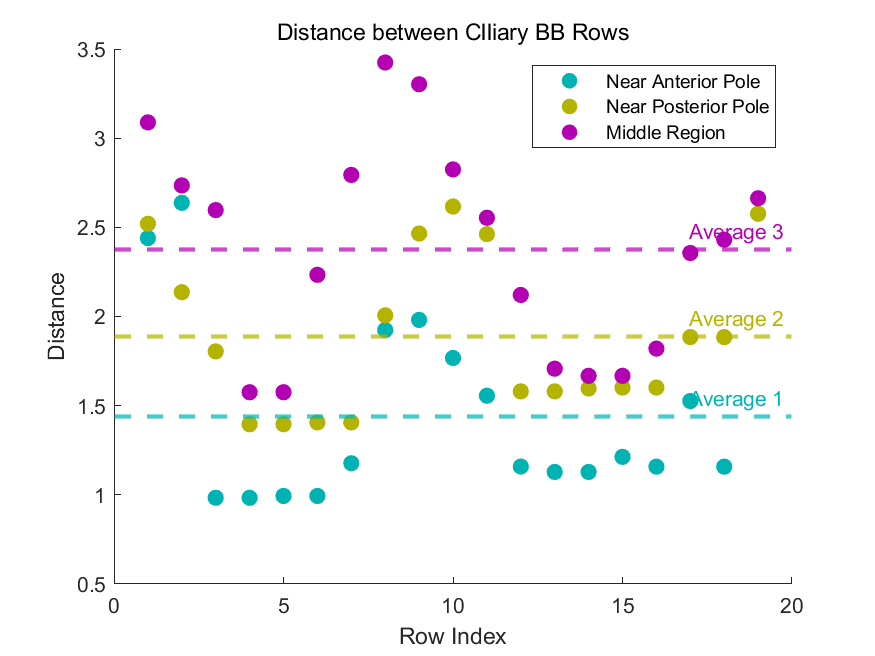 Distance between CIliary BB Rows
3.5
3
2.5
2
1.5
1
0.5
Distance
Near Anterior Pole
Near Posterior Pole
Middle Region
Average 3
Average 2
Average 1
0
5
10
15
20
Row Index